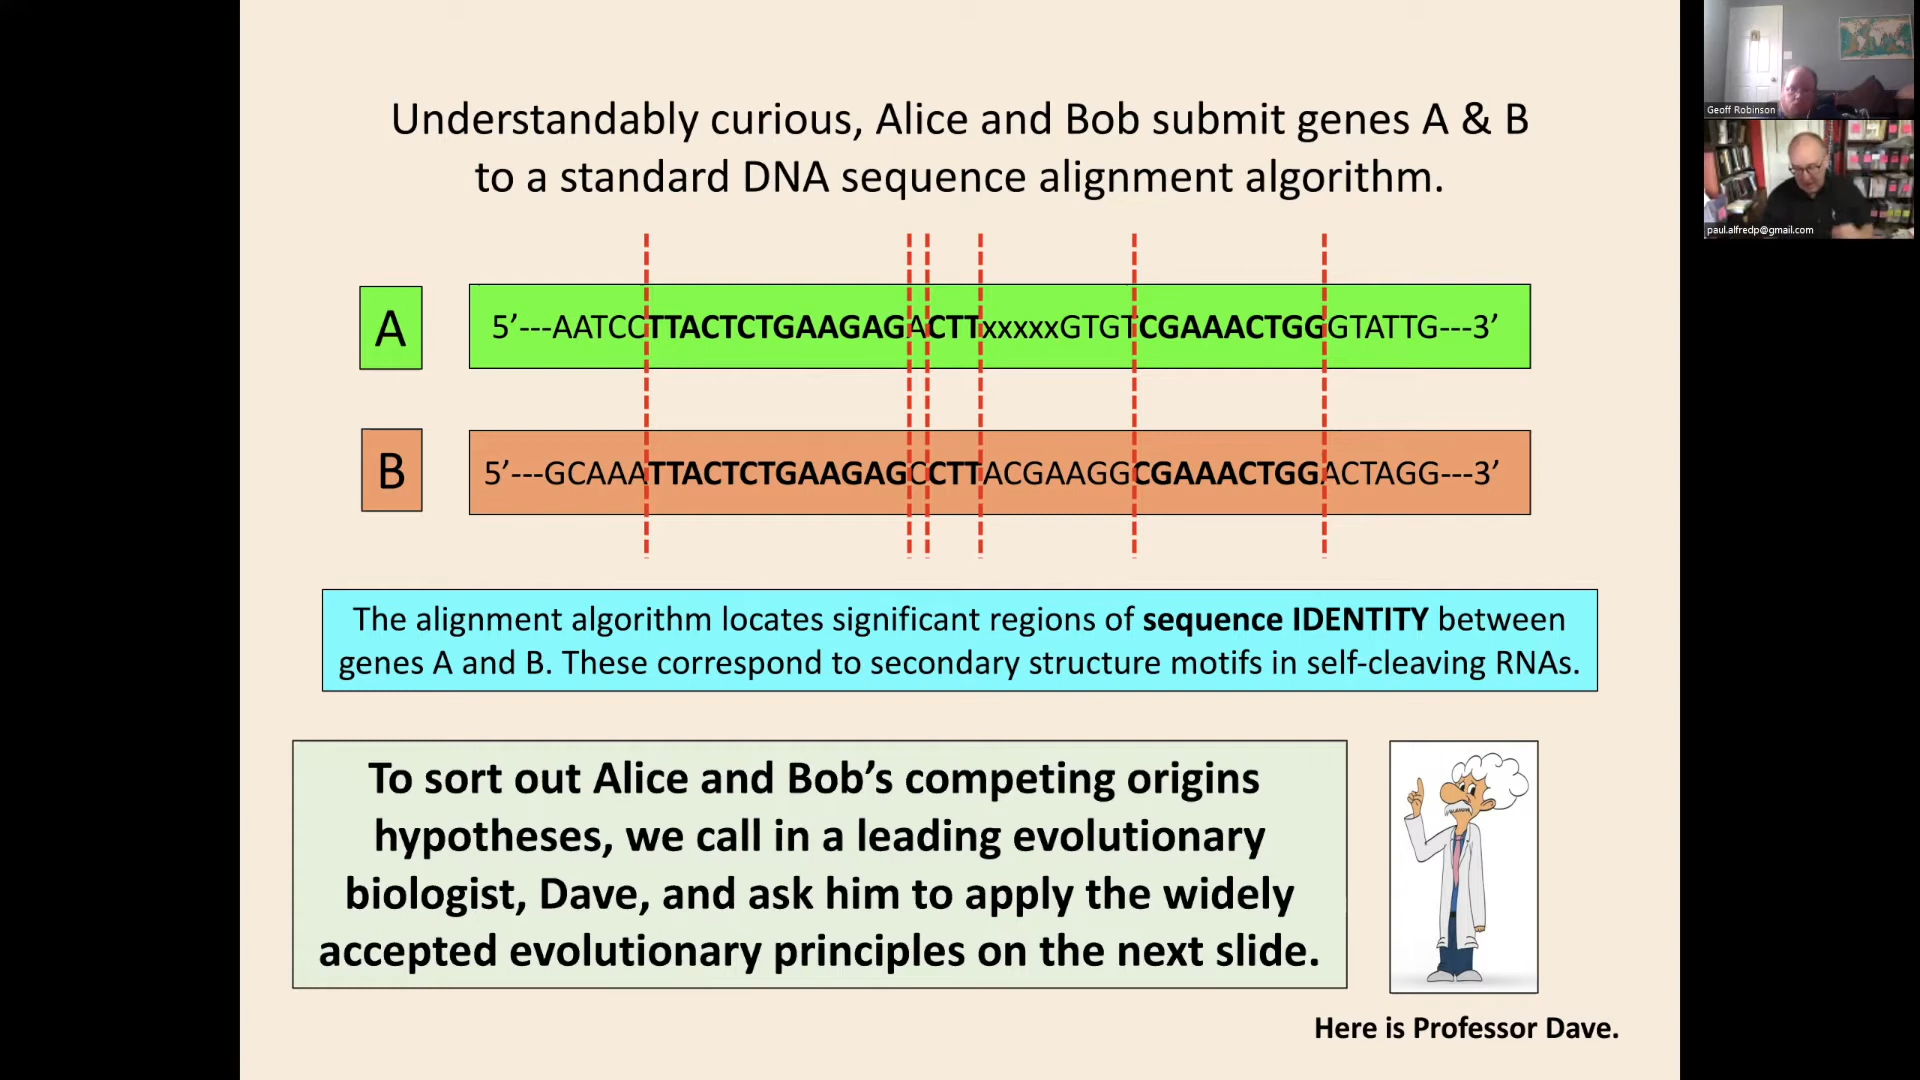 Understandably curious, Alice and Bob submit genes A & B
to a standard DNA sequence alignment algorithm.
A
5’---AATCGTTACTCTGAAGAGACTTxxxxxGTGTCGAAACTGGGTATTG---3’
B
5’---GCAAATTACTCTGAAGAGCCTTACGAAGGCGAAACTGGACTAGG---3’
The alignment algorithm locates significant regions of sequence IDENTITY between
genes A and B. These correspond to secondary structure motifs in self-cleaving RNAs.
To sort out Alice and Bob’s competing origins
hypotheses, we call in a leading evolutionary
biologist, Dave, and ask him to apply the widely
accepted evolutionary principles on the next slide.
Here is Professor Dave.
Geoff Robinson
paul.alfredp@gmail.com